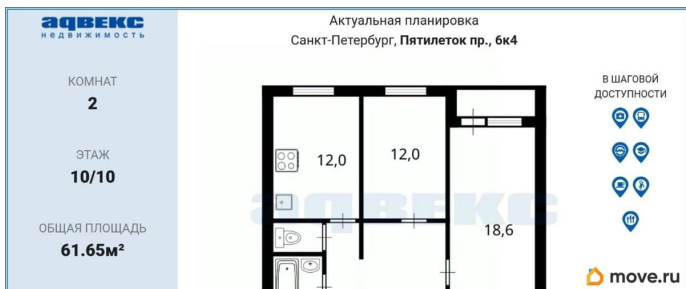 адвекс
недвижимость
КОМНАТ
2
ЭТАЖ
10/10
ОБЩАЯ ПЛОЩАДЬ
61.65м²
Актуальная планировка
Санкт-Петербург, Пятилеток пр., 6к4
12,0
12,0
18,6
адвекс
В ШАГОВОЙ
ДОСТУПНОСТИ
move.ru